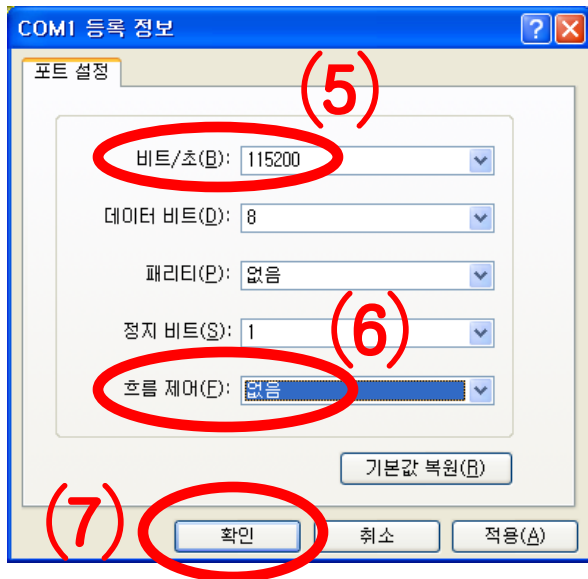 COM1 등록 정보
포트 설정
(5)
비트/초(B): 115200
데이터 비트(D): 8
패리티(P): 없음
정지 비트(S): 1
(6)
흐름 제어(F): 없음
기본값 복원(R)
(7)
확인 취소 적용(A)